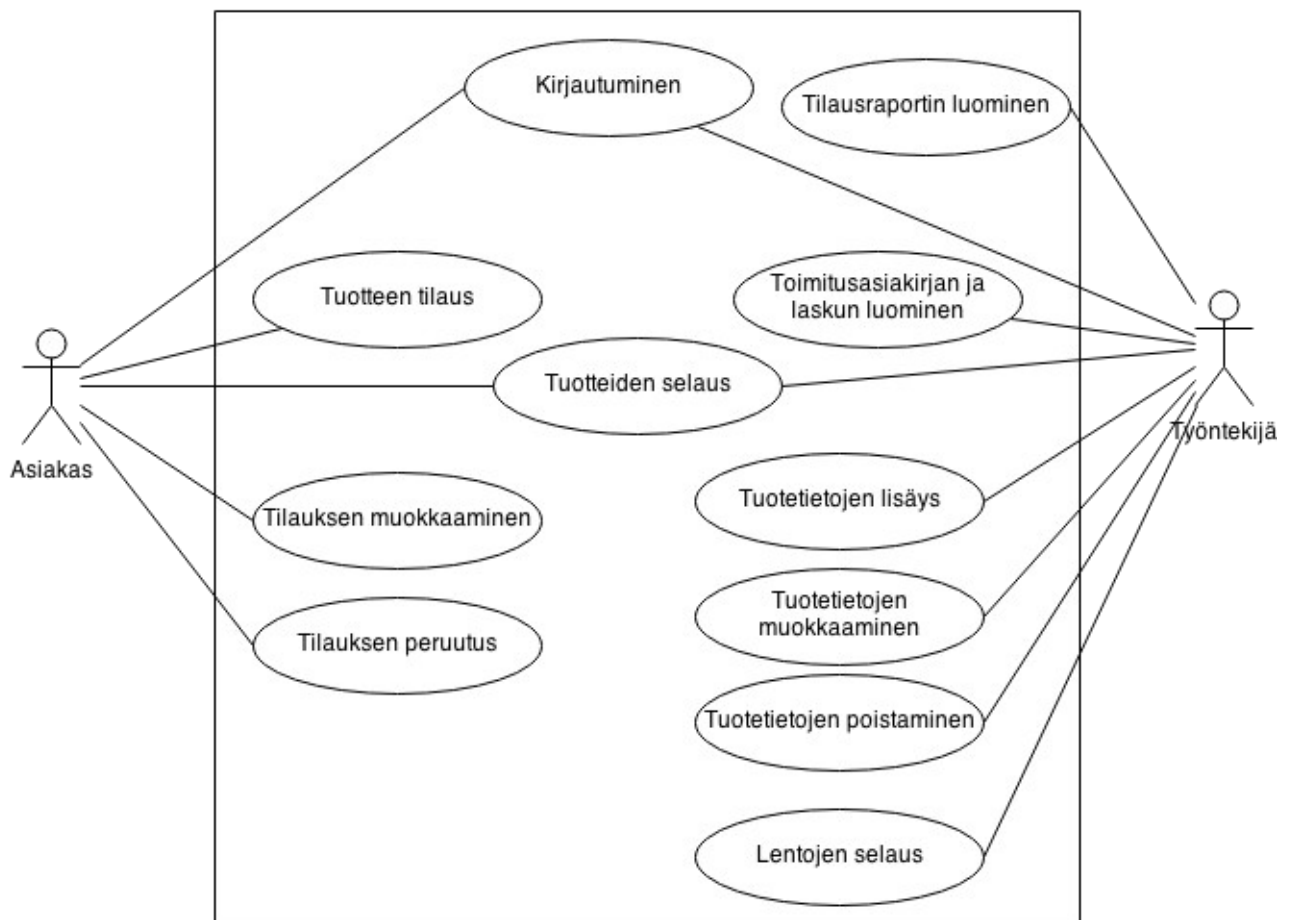 Kirjautuminen
Tilausraportin luominen
Tuotteen tilaus
Toimitusasiakirjan ja
laskun luominen
Tuotteiden selaus
Asiakas
Työntekijä
Tilauksen muokkaaminen
Tuotetietojen lisäys
Tuotetietojen
muokkaaminen
Tilauksen peruutus
Tuotetietojen poistaminen
Lentojen selaus